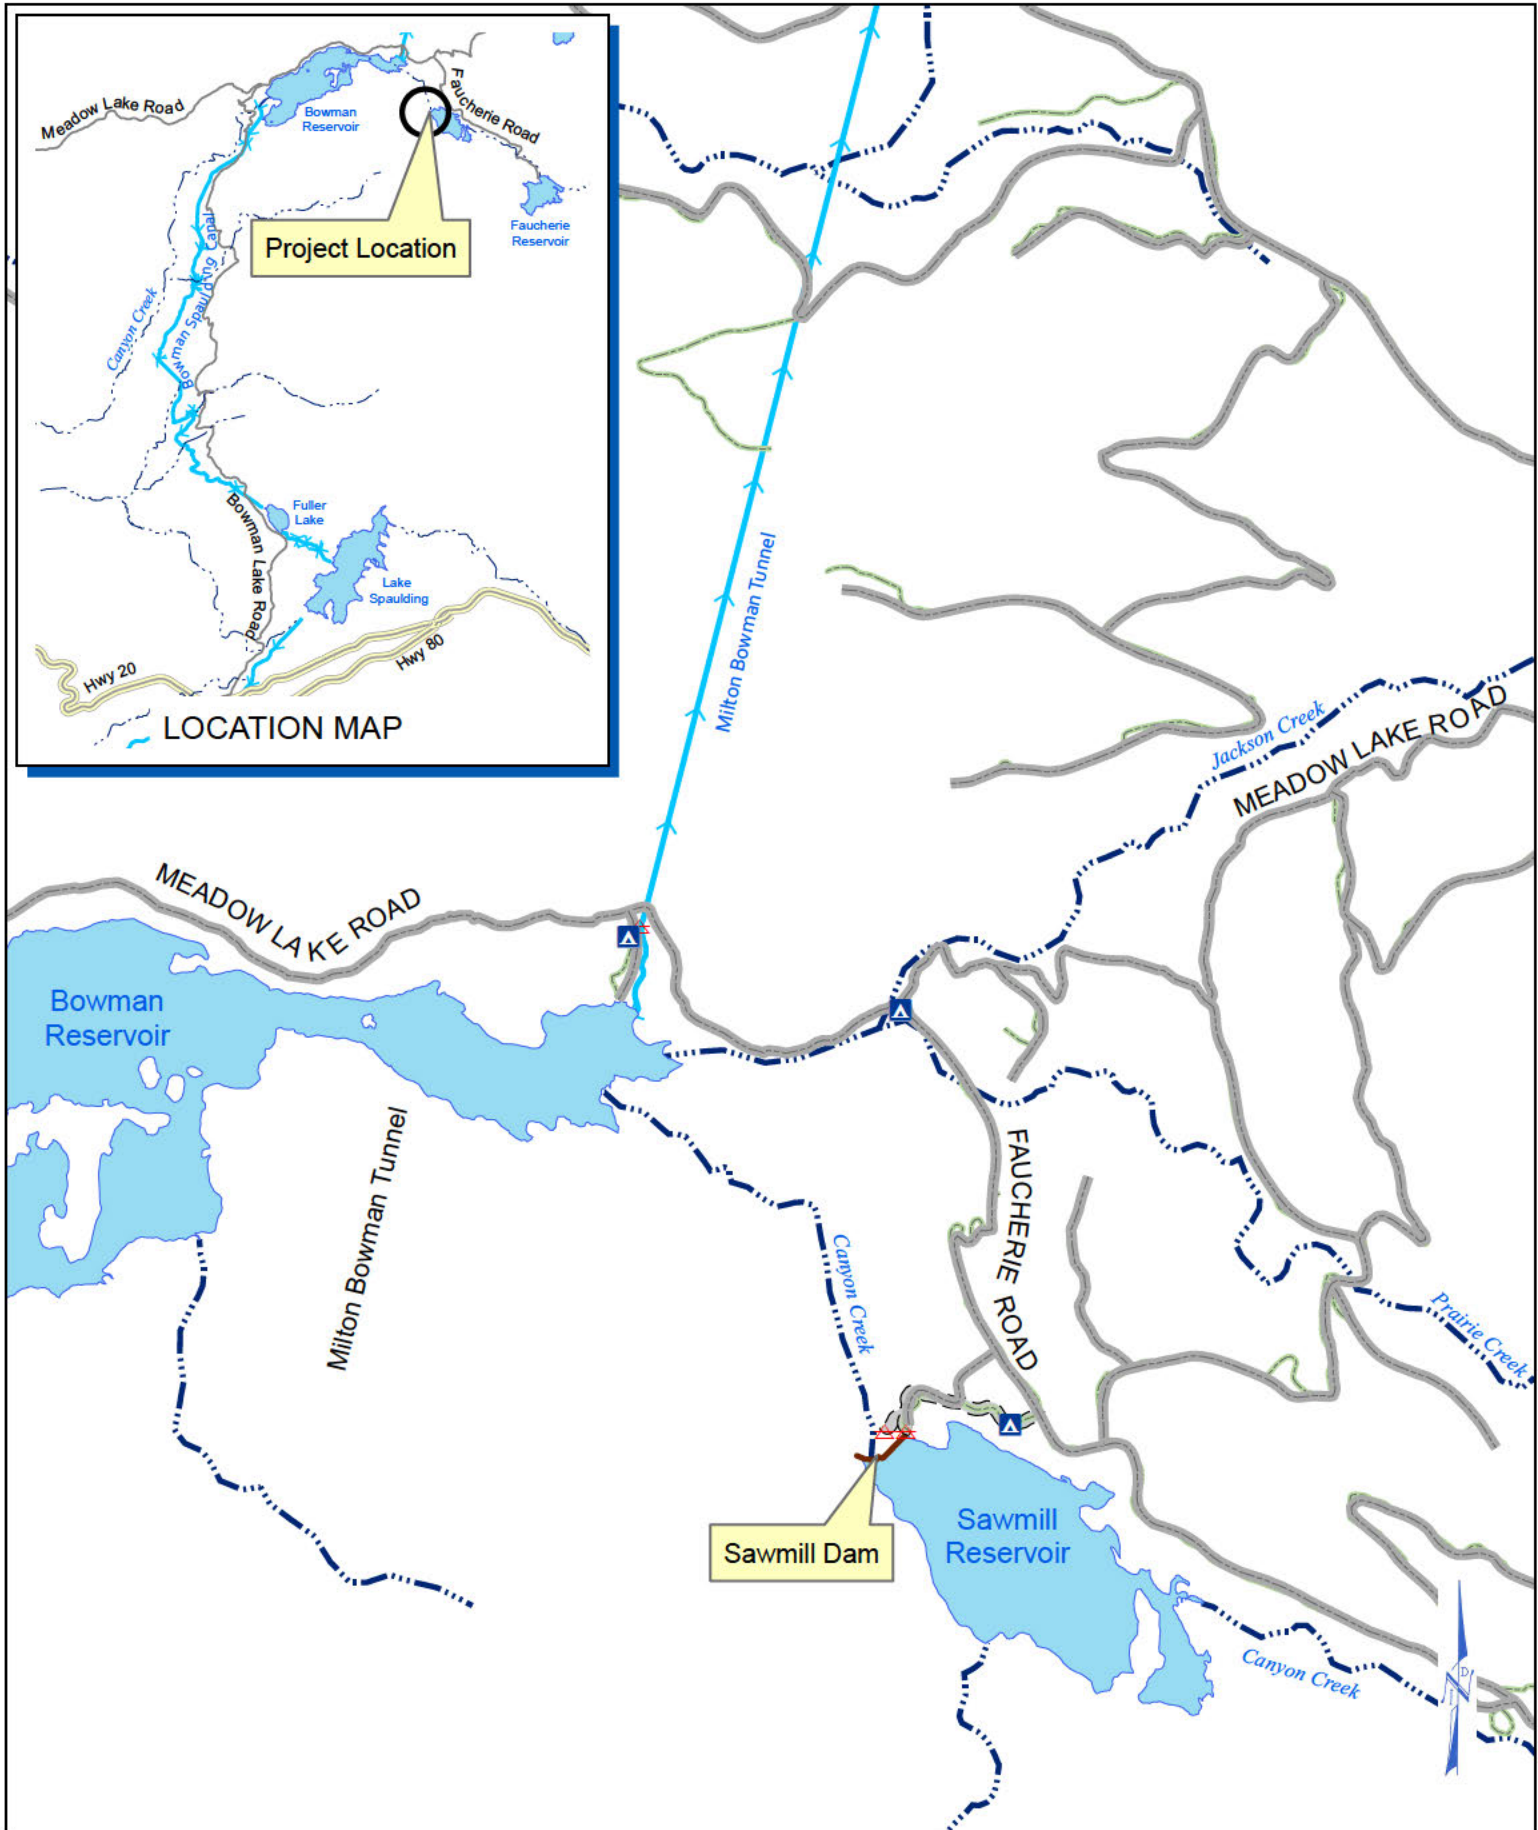 Meadow Lake Road
Bowman
Reservoir
Faucherie Road
Faucherie
Reservoir
Project Location
Canyon Creek
Bowman Spaulding Canal
Fuller
Lake
Bowman Lake Road
Lake
Spaulding
Hwy 20
Hwy 80
LOCATION MAP
Milton Bowman Tunnel
Jackson Creek
MEADOW LAKE ROAD
MEADOW LAKE ROAD
Bowman
Reservoir
Milton Bowman Tunnel
FAUCHERIE ROAD
Canyon Creek
Prairie Creek
Sawmill Dam
Sawmill
Reservoir
Canyon Creek